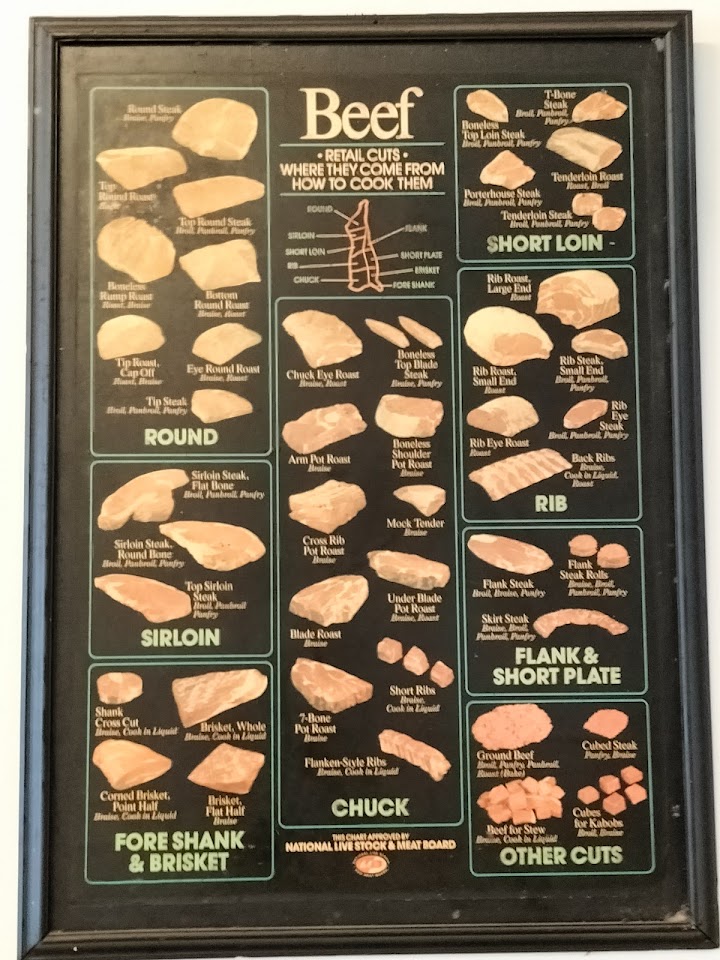 Beef
• RETAIL CUTS •
WHERE THEY COME FROM
HOW TO COOK THEM
ROUND
SIRLOIN
SHORT LOIN
RIB
CHUCK
FLANK
SHORT PLATE
BRISKET
FORE SHANK
Round Steak
Braise, Panfry
Top
Round Roast
Roast
Top Round Steak
Broil, Panbroil, Panfry
Boneless
Rump Roast
Roast, Braise
Bottom
Round Roast
Braise, Roast
Tip Roast,
Cap Off
Roast, Braise
Eye Round Roast
Braise, Roast
Tip Steak
Broil, Panbroil, Panfry
ROUND
Sirloin Steak,
Flat Bone
Broil, Panbroil, Panfry
Sirloin Steak,
Round Bone
Broil, Panbroil, Panfry
Top Sirloin
Steak
Broil, Panbroil
Panfry
SIRLOIN
Shank
Cross Cut
Braise, Cook in Liquid
Brisket, Whole
Braise, Cook in Liquid
Corned Brisket,
Point Half
Braise, Cook in Liquid
Brisket,
Flat Half
Braise
FORE SHANK
& BRISKET
Chuck Eye Roast
Braise, Roast
Boneless
Top Blade
Steak
Braise, Panfry
Arm Pot Roast
Braise
Boneless
Shoulder
Pot Roast
Braise
Cross Rib
Pot Roast
Braise
Mock Tender
Braise
Blade Roast
Braise
Under Blade
Pot Roast
Braise, Roast
7-Bone
Pot Roast
Braise
Short Ribs
Braise,
Cook in Liquid
Flanken-Style Ribs
Braise, Cook in Liquid
CHUCK
THIS CHART APPROVED BY
NATIONAL LIVE STOCK & MEAT BOARD
Boneless
Top Loin Steak
Broil, Panbroil, Panfry
T-Bone
Steak
Broil, Panbroil,
Panfry
Porterhouse Steak
Broil, Panbroil, Panfry
Tenderloin Roast
Roast, Broil
Tenderloin Steak
Broil, Panbroil, Panfry
SHORT LOIN
Rib Roast,
Large End
Roast
Rib Roast,
Small End
Roast
Rib Steak,
Small End
Broil, Panbroil,
Panfry
Rib Eye Roast
Roast
Rib
Eye
Steak
Broil, Panbroil, Panfry
Back Ribs
Braise,
Cook in Liquid,
Roast
RIB
Flank Steak
Broil, Braise, Panfry
Flank
Steak Rolls
Braise, Broil,
Panbroil, Panfry
Skirt Steak
Braise, Broil,
Panbroil, Panfry
FLANK &
SHORT PLATE
Ground Beef
Broil, Panfry, Panbroil,
Roast (Bake)
Cubed Steak
Panfry, Braise
Beef for Stew
Braise, Cook in Liquid
Cubes
for Kabobs
Broil, Braise
OTHER CUTS